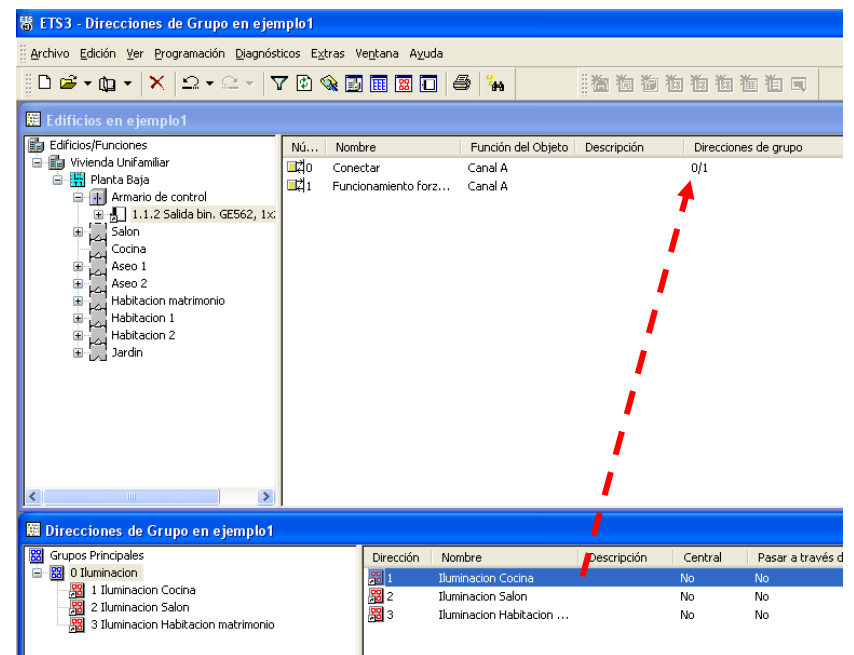 ETS3 - Direcciones de Grupo en ejemplo1
Archivo Edición Ver Programación Diagnósticos Extras Ventana Ayuda
Edificios en ejemplo1
Edificios/Funciones
Vivienda Unifamiliar
Planta Baja
Armario de control
1.1.2 Salida bin. GE562, 1x
Salon
Cocina
Aseo 1
Aseo 2
Habitacion matrimonio
Habitacion 1
Habitacion 2
Jardin
Nú... Nombre Función del Objeto Descripción Direcciones de grupo
0 Conectar Canal A 0/1
1 Funcionamiento forz... Canal A
Direcciones de Grupo en ejemplo1
Grupos Principales
0 Iluminacion
1 Iluminacion Cocina
2 Iluminacion Salon
3 Iluminacion Habitacion matrimonio
Dirección Nombre Descripción Central Pasar a través d
1 Iluminacion Cocina No No
2 Iluminacion Salon No No
3 Iluminacion Habitacion ... No No